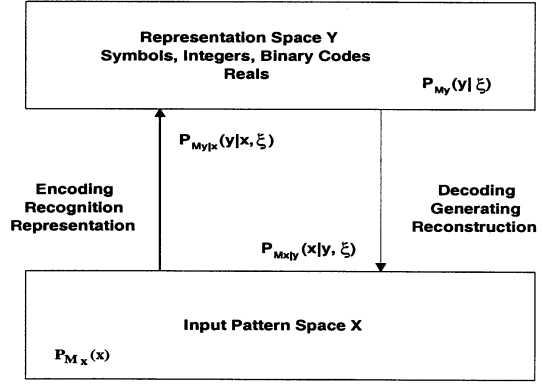 Representation Space Y
Symbols, Integers, Binary Codes
Reals
P_My(y|ξ)
P_My|x(y|x,ξ)
Encoding
Recognition
Representation
Decoding
Generating
Reconstruction
P_Mx|y(x|y,ξ)
Input Pattern Space X
P_Mx(x)